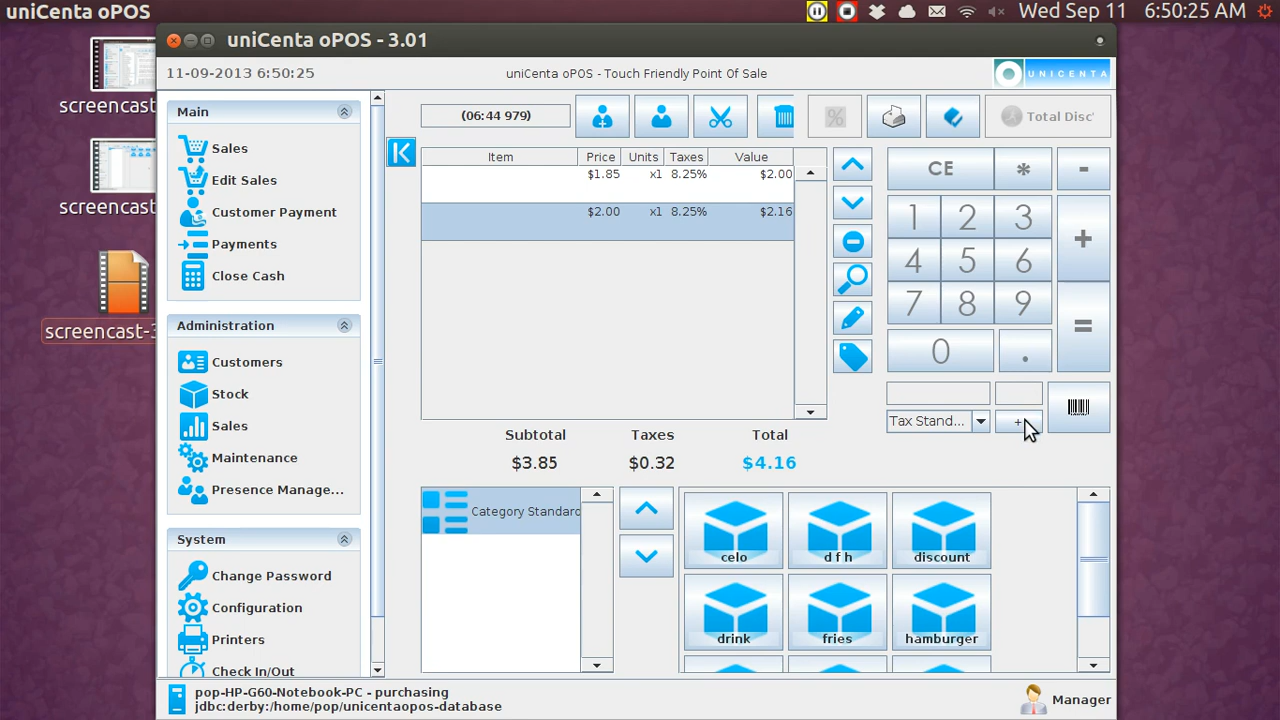 uniCenta oPOS
Wed Sep 11 6:50:25 AM
uniCenta oPOS - 3.01
11-09-2013 6:50:25
uniCenta oPOS - Touch Friendly Point Of Sale
UNICENTA
screencast-
screencast-
screencast-3
Main
Sales
Edit Sales
Customer Payment
Payments
Close Cash
Administration
Customers
Stock
Sales
Maintenance
Presence Manage...
System
Change Password
Configuration
Printers
Check In/Out
(06:44 979)
%
Total Disc'
Item Price Units Taxes Value
$1.85 x1 8.25% $2.00
$2.00 x1 8.25% $2.16
CE * -
1 2 3 +
4 5 6
7 8 9 =
0 .
Tax Stand... +
Subtotal Taxes Total
$3.85 $0.32 $4.16
Category Standard
celo d f h discount
drink fries hamburger
pop-HP-G60-Notebook-PC - purchasing
jdbc:derby:/home/pop/unicentaopos-database
Manager